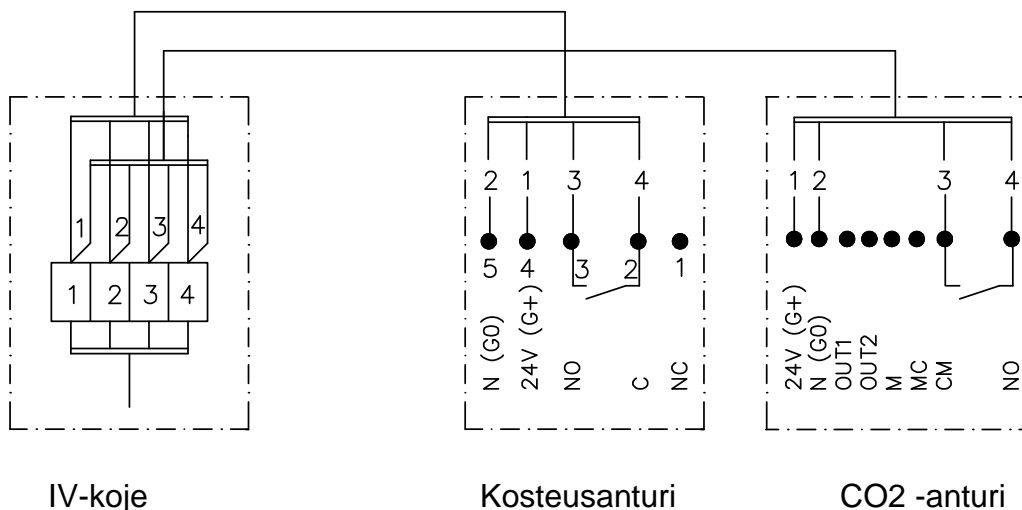 1 2 3 4
1 2 3 4
2 1 3 4
5 4 3 2 1
N (G0)
24V (G+)
NO
C
NC
1 2 3 4
24V (G+)
N (G0)
OUT1
OUT2
M
MC
CM
NO
IV-koje
Kosteusanturi
CO2 -anturi